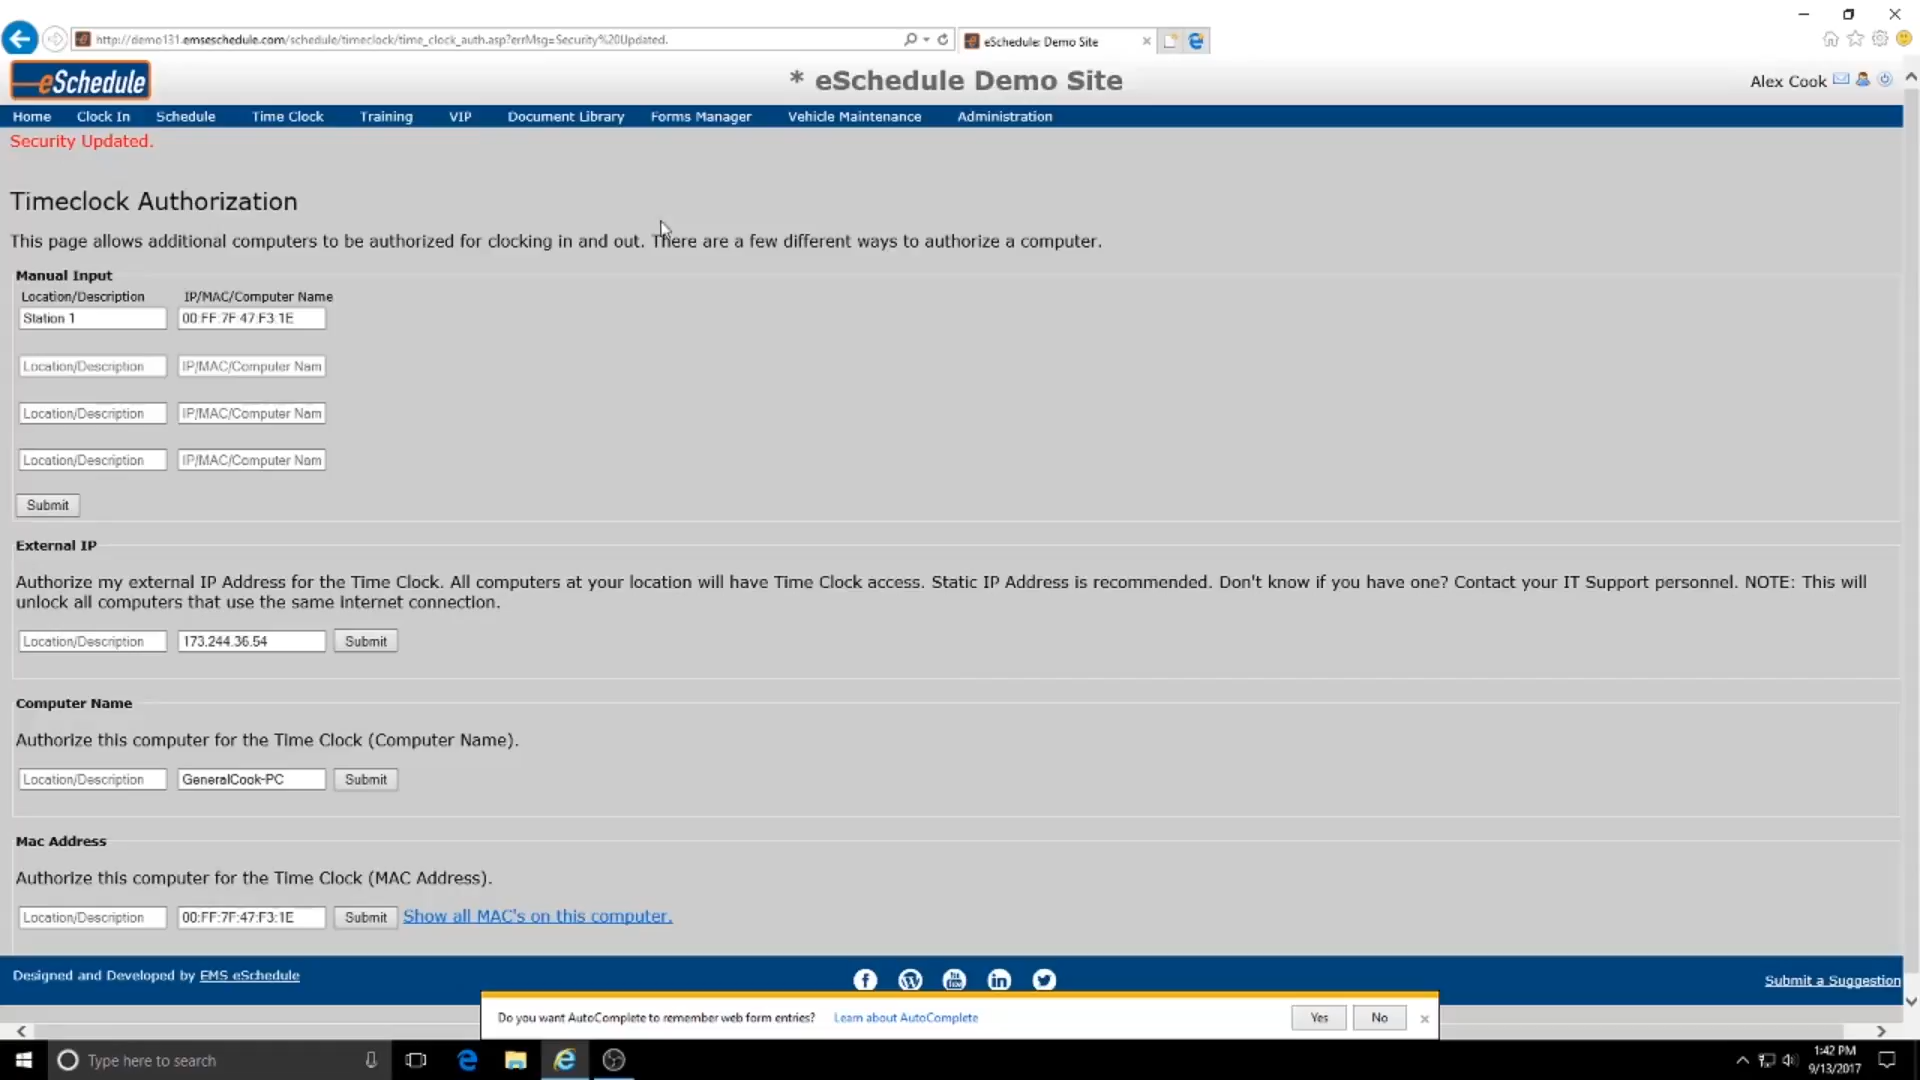 http://demo131.emseschedule.com/schedule/timeclock/time_clock_auth.asp?errMsg=Security%20Updated.
eSchedule: Demo Site
eSchedule
* eSchedule Demo Site
Alex Cook
Home Clock In Schedule Time Clock Training VIP Document Library Forms Manager Vehicle Maintenance Administration
Security Updated.
Timeclock Authorization
This page allows additional computers to be authorized for clocking in and out. There are a few different ways to authorize a computer.
Manual Input
Location/Description IP/MAC/Computer Name
Station 1 00:FF:7F:47:F3:1E
Location/Description IP/MAC/Computer Nam
Location/Description IP/MAC/Computer Nam
Location/Description IP/MAC/Computer Nam
Submit
External IP
Authorize my external IP Address for the Time Clock. All computers at your location will have Time Clock access. Static IP Address is recommended. Don't know if you have one? Contact your IT Support personnel. NOTE: This will
unlock all computers that use the same Internet connection.
Location/Description 173.244.36.54 Submit
Computer Name
Authorize this computer for the Time Clock (Computer Name).
Location/Description GeneralCook-PC Submit
Mac Address
Authorize this computer for the Time Clock (MAC Address).
Location/Description 00:FF:7F:47:F3:1E Submit Show all MAC's on this computer.
Designed and Developed by EMS eSchedule
Submit a Suggestion
Do you want AutoComplete to remember web form entries? Learn about AutoComplete Yes No
Type here to search
1:42 PM
9/13/2017